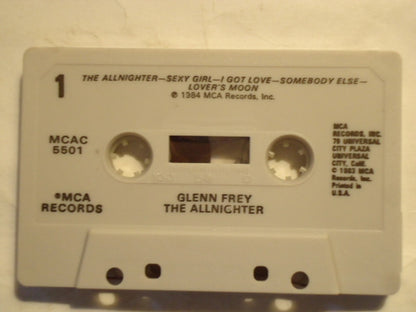 1
THE ALLNIGHTER—SEXY GIRL—I GOT LOVE—SOMEBODY ELSE—
LOVER'S MOON
℗ 1984 MCA Records, Inc.
MCAC
5501
MCA
RECORDS, INC.
70 UNIVERSAL
CITY PLAZA
UNIVERSAL
CITY, Calif.
© 1983 MCA
Records, Inc.
Printed in
U.S.A.
®MCA
RECORDS
GLENN FREY
THE ALLNIGHTER